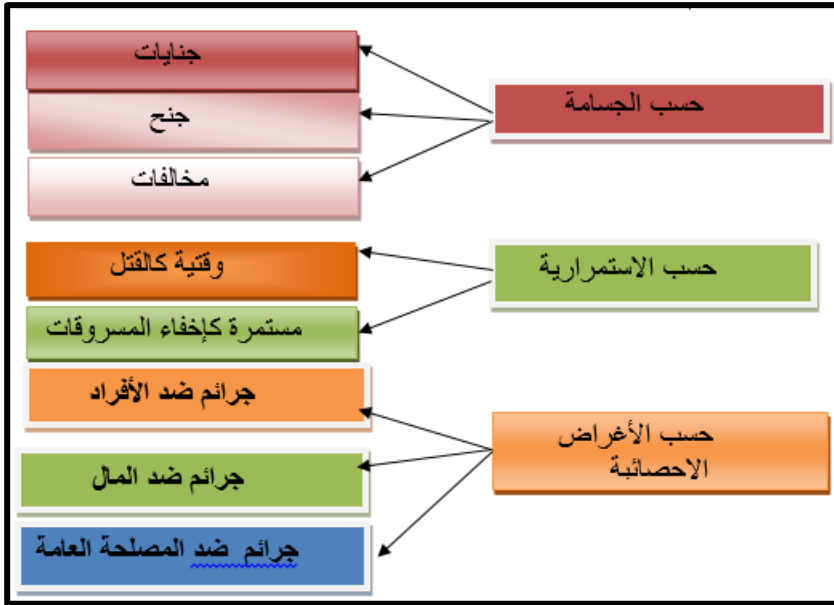 حسب الجسامة
جنايات
جنح
مخالفات
حسب الاستمرارية
وقتية كالقتل
مستمرة كإخفاء المسروقات
حسب الأغراض
الاحصائبة
جرائم ضد الأفراد
جرائم ضد المال
جرائم ضد المصلحة العامة